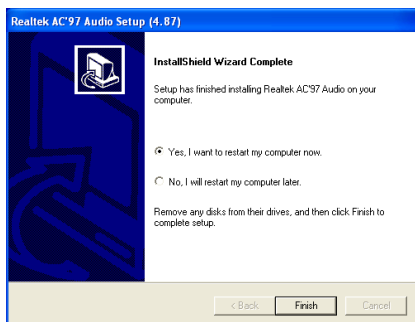 Realtek AC'97 Audio Setup (4.87)
InstallShield Wizard Complete
Setup has finished installing Realtek AC'97 Audio on your
computer.
Yes, I want to restart my computer now.
No, I will restart my computer later.
Remove any disks from their drives, and then click Finish to
complete setup.
< Back Finish Cancel